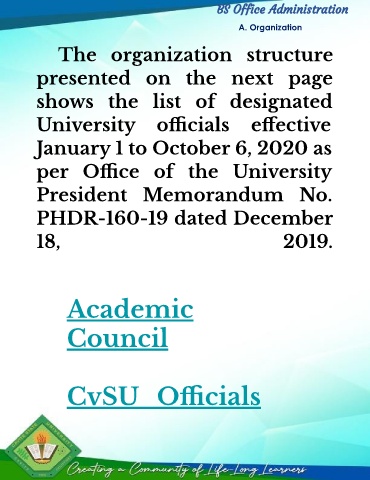 BS Office Administration
A. Organization
The organization structure
presented on the next page
shows the list of designated
University officials effective
January 1 to October 6, 2020 as
per Office of the University
President Memorandum No.
PHDR-160-19 dated December
18, 2019.
Academic
Council
CvSU Officials
Creating a Community of Life-Long Learners